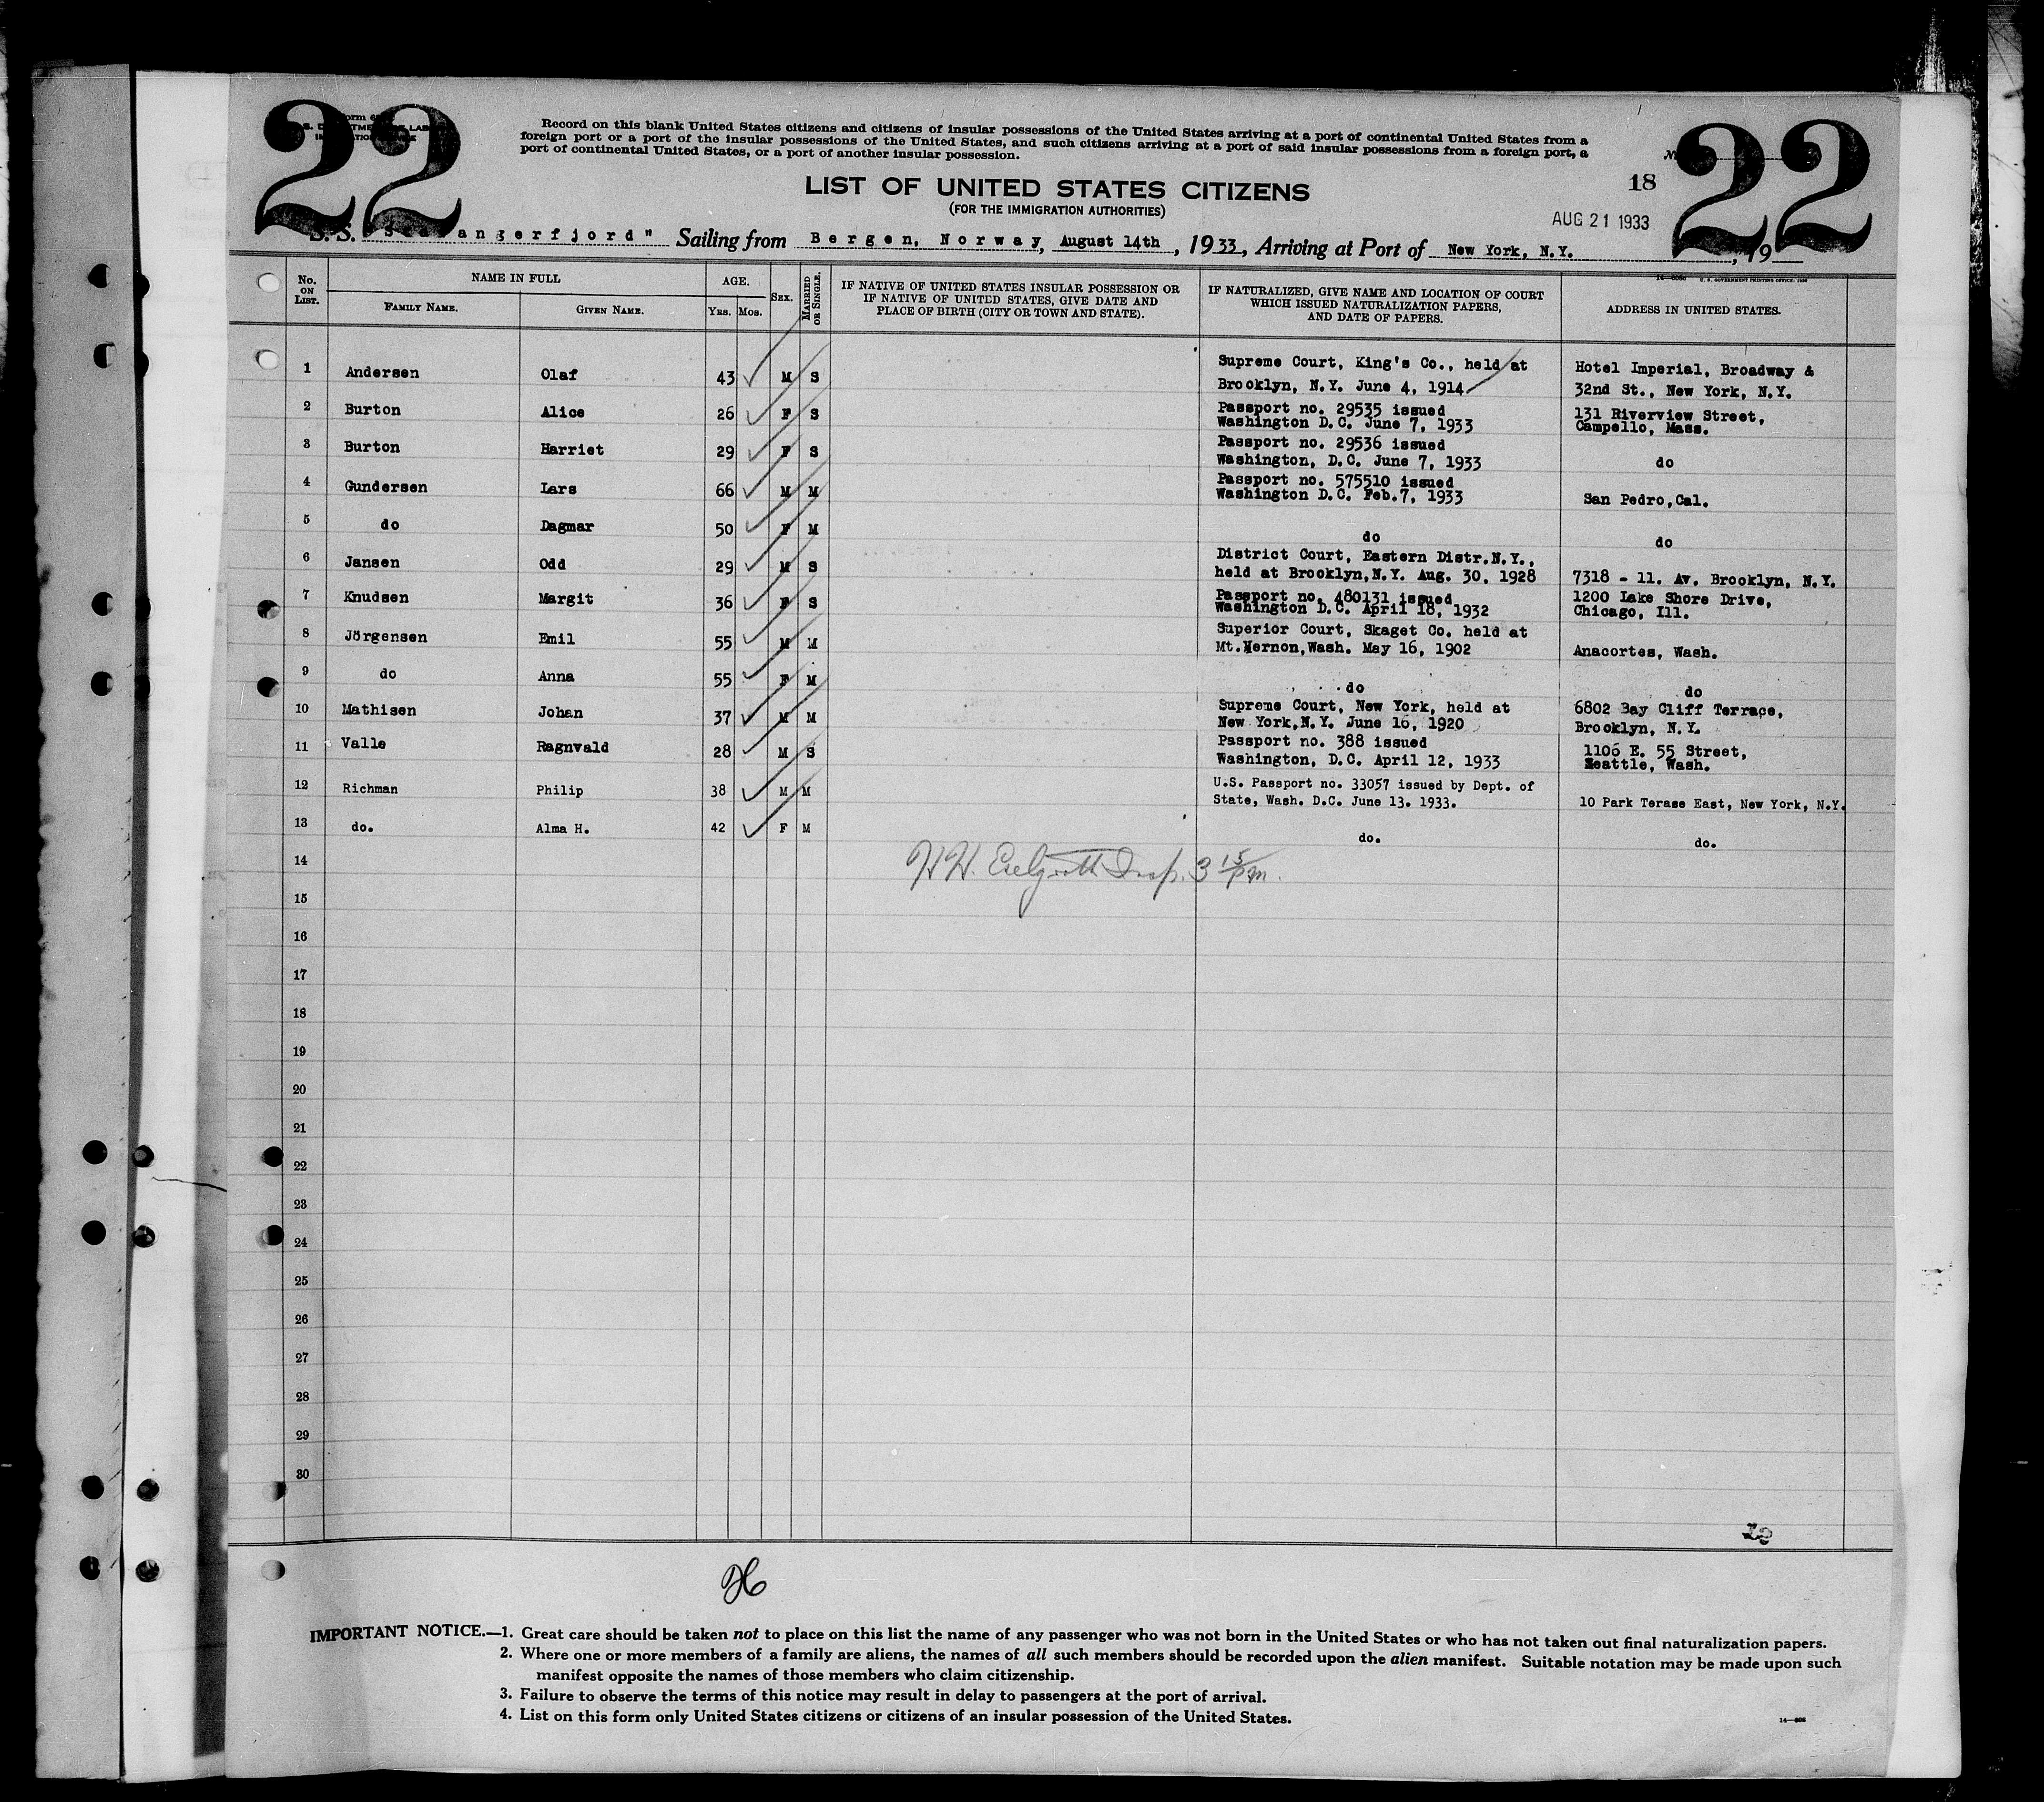 22
22
Record on this blank United States citizens and citizens of insular possessions of the United States arriving at a port of continental United States from a
foreign port or a port of the insular possessions of the United States, and such citizens arriving at a port of said insular possessions from a foreign port, a
port of continental United States, or a port of another insular possession.
LIST OF UNITED STATES CITIZENS
(FOR THE IMMIGRATION AUTHORITIES)
18
AUG 21 1933
S. S. angerfjord" Sailing from Bergen, Norway, August 14th, 1933, Arriving at Port of New York, N.Y., 19
U. S. GOVERNMENT PRINTING OFFICE
No. ON LIST.
NAME IN FULL
FAMILY NAME.
GIVEN NAME.
AGE.
YRS. MOS.
SEX.
MARRIED OR SINGLE.
IF NATIVE OF UNITED STATES INSULAR POSSESSION OR
IF NATIVE OF UNITED STATES, GIVE DATE AND
PLACE OF BIRTH (CITY OR TOWN AND STATE).
IF NATURALIZED, GIVE NAME AND LOCATION OF COURT
WHICH ISSUED NATURALIZATION PAPERS,
AND DATE OF PAPERS.
ADDRESS IN UNITED STATES.
1 Andersen Olaf 43 M S Supreme Court, King's Co., held at Hotel Imperial, Broadway &
Brooklyn, N.Y. June 4, 1914 32nd St., New York, N.Y.
2 Burton Alice 26 F S Passport no. 29535 issued 131 Riverview Street,
Washington D.C. June 7, 1933 Campello, Mass.
3 Burton Harriet 29 F S Passport no. 29536 issued
Washington, D.C. June 7, 1933 do
4 Gundersen Lars 66 M M Passport no. 575510 issued
Washington D.C. Feb.7, 1933 San Pedro,Cal.
5 do Dagmar 50 F M do do
6 Jansen Odd 29 M S District Court, Eastern Distr.N.Y.,
held at Brooklyn,N.Y. Aug. 30, 1928 7318 - 11. Av. Brooklyn, N.Y.
7 Knudsen Margit 36 F S Passport no. 480131 issued 1200 Lake Shore Drive,
Washington D.C. April 18, 1932 Chicago, Ill.
8 Jörgensen Emil 55 M M Superior Court, Skaget Co. held at
Mt. Wash. May 16, 1902 Anacortes, Wash.
9 do Anna 55 F M do do
10 Mathisen Johan 37 M M Supreme Court, New York, held at 6802 Bay Cliff Terrace,
New York,N.Y. June 16, 1920 Brooklyn, N.Y.
11 Valle Ragnvald 28 M S Passport no. 388 issued 1106 E. 55 Street,
Washington, D.C. April 12, 1933 Seattle, Wash.
12 Richman Philip 38 M M U.S. Passport no. 33057 issued by Dept. of
State, Wash. D.C. June 13. 1933. 10 Park Terase East, New York, N.Y.
13 do. Alma H. 42 F M do. do.
14
Insp. 3 15 pm.
15
16
17
18
19
20
21
22
23
24
25
26
27
28
29
30
IMPORTANT NOTICE.—1. Great care should be taken not to place on this list the name of any passenger who was not born in the United States or who has not taken out final naturalization papers.
2. Where one or more members of a family are aliens, the names of all such members should be recorded upon the alien manifest. Suitable notation may be made upon such
manifest opposite the names of those members who claim citizenship.
3. Failure to observe the terms of this notice may result in delay to passengers at the port of arrival.
4. List on this form only United States citizens or citizens of an insular possession of the United States.